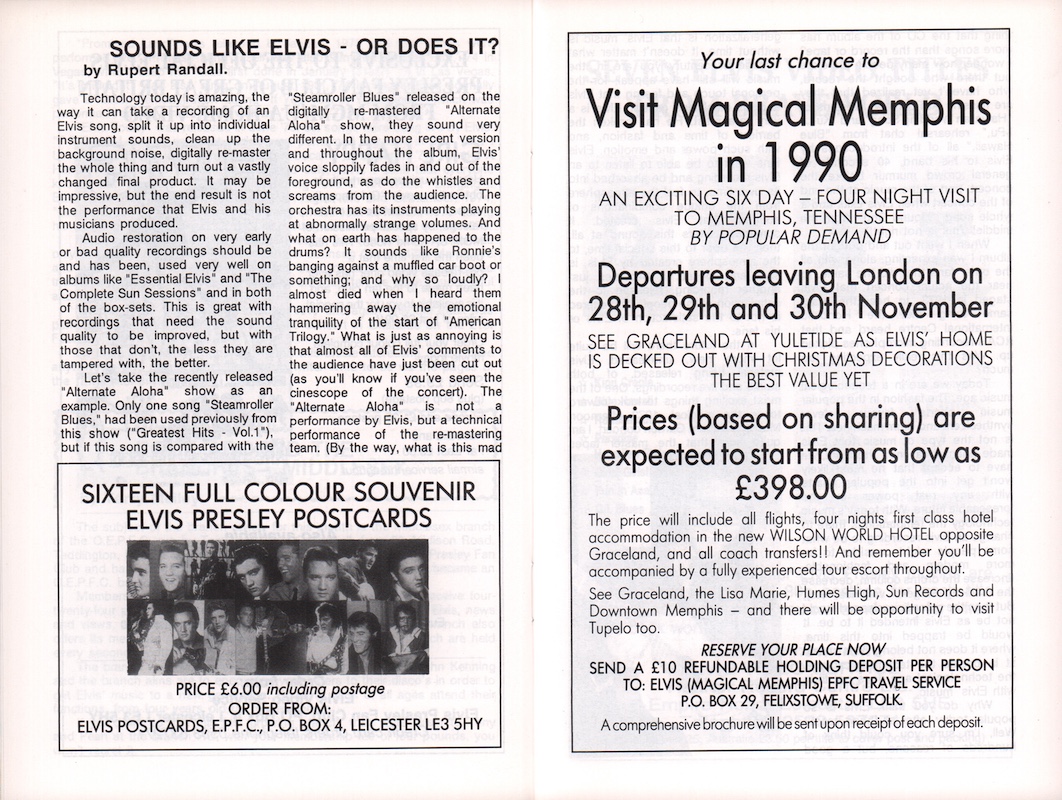 SOUNDS LIKE ELVIS - OR DOES IT?
by Rupert Randall.
Technology today is amazing, the
way it can take a recording of an
Elvis song, split it up into individual
instrument sounds, clean up the
background noise, digitally re-master
the whole thing and turn out a vastly
changed final product. It may be
impressive, but the end result is not
the performance that Elvis and his
musicians produced.
Audio restoration on very early
or bad quality recordings should be
and has been, used very well on
albums like "Essential Elvis" and "The
Complete Sun Sessions" and in both
of the box-sets. This is great with
recordings that need the sound
quality to be improved, but with
those that don't, the less they are
tampered with, the better.
Let's take the recently released
"Alternate Aloha" show as an
example. Only one song "Steamroller
Blues," had been used previously from
this show ("Greatest Hits - Vol.1"),
but if this song is compared with the
"Steamroller Blues" released on the
digitally re-mastered "Alternate
Aloha" show, they sound very
different. In the more recent version
and throughout the album, Elvis'
voice sloppily fades in and out of the
foreground, as do the whistles and
screams from the audience. The
orchestra has its instruments playing
at abnormally strange volumes. And
what on earth has happened to the
drums? It sounds like Ronnie's
banging against a muffled car boot or
something; and why so loudly? I
almost died when I heard them
hammering away the emotional
tranquility of the start of "American
Trilogy." What is just as annoying is
that almost all of Elvis' comments to
the audience have just been cut out
(as you'll know if you've seen the
cinescope of the concert). The
"Alternate Aloha" is not a
performance by Elvis, but a technical
performance of the re-mastering
team. (By the way, what is this mad
SIXTEEN FULL COLOUR SOUVENIR
ELVIS PRESLEY POSTCARDS
PRICE £6.00 including postage
ORDER FROM:
ELVIS POSTCARDS, E.P.F.C., P.O. BOX 4, LEICESTER LE3 5HY
Your last chance to
Visit Magical Memphis
in 1990
AN EXCITING SIX DAY – FOUR NIGHT VISIT
TO MEMPHIS, TENNESSEE
BY POPULAR DEMAND
Departures leaving London on
28th, 29th and 30th November
SEE GRACELAND AT YULETIDE AS ELVIS' HOME
IS DECKED OUT WITH CHRISTMAS DECORATIONS
THE BEST VALUE YET
Prices (based on sharing) are
expected to start from as low as
£398.00
The price will include all flights, four nights first class hotel
accommodation in the new WILSON WORLD HOTEL opposite
Graceland, and all coach transfers!! And remember you'll be
accompanied by a fully experienced tour escort throughout.
See Graceland, the Lisa Marie, Humes High, Sun Records and
Downtown Memphis – and there will be opportunity to visit
Tupelo too.
RESERVE YOUR PLACE NOW
SEND A £10 REFUNDABLE HOLDING DEPOSIT PER PERSON
TO: ELVIS (MAGICAL MEMPHIS) EPFC TRAVEL SERVICE
P.O. BOX 29, FELIXSTOWE, SUFFOLK.
A comprehensive brochure will be sent upon receipt of each deposit.